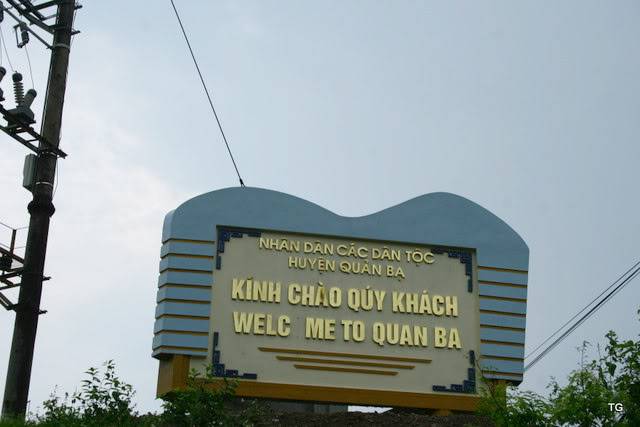 NHÂN DÂN CÁC DÂN TỘC
HUYỆN QUẢN BẠ
KÍNH CHÀO QÚY KHÁCH
WELC ME TO QUAN BA
TG